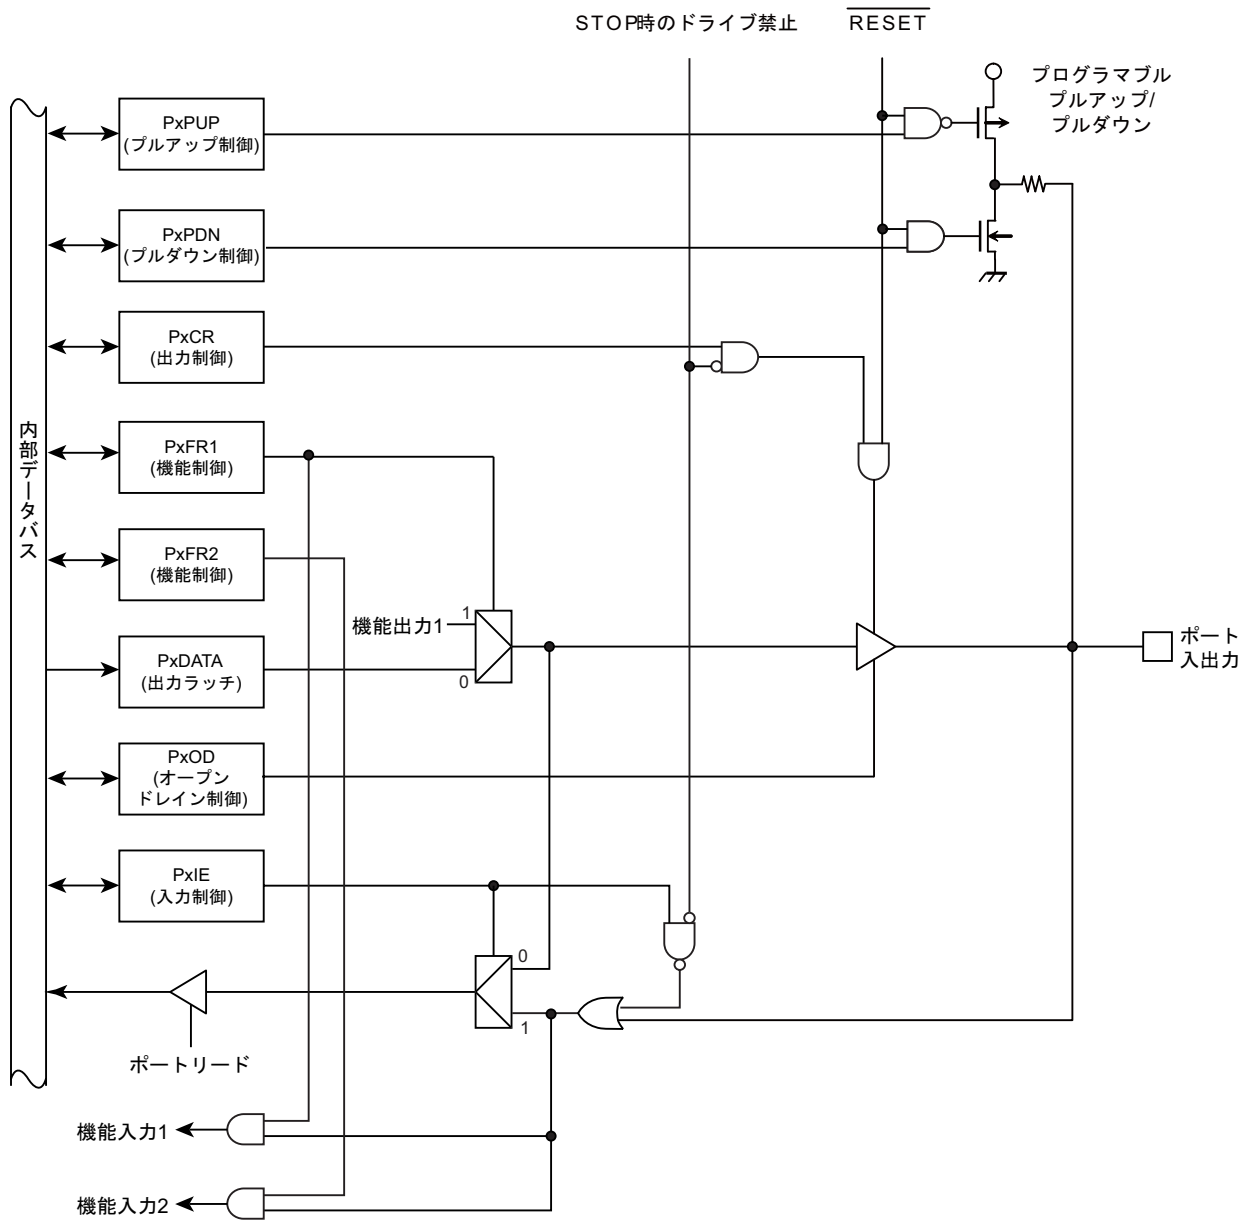 STOP時のドライブ禁止
RESET
プログラマブル
プルアップ/
プルダウン
PxPUP
(プルアップ制御)
PxPDN
(プルダウン制御)
PxCR
(出力制御)
内部データバス
PxFR1
(機能制御)
PxFR2
(機能制御)
機能出力1
1
0
PxDATA
(出力ラッチ)
ポート
入出力
PxOD
(オープン
ドレイン制御)
PxIE
(入力制御)
0
1
ポートリード
機能入力1
機能入力2